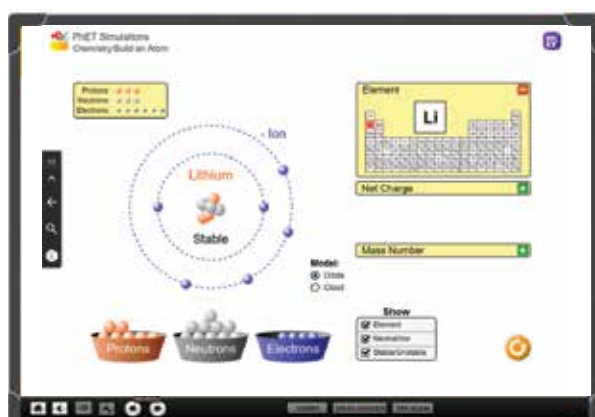 PhET Simulations
Chemistry/Build an Atom
Protons
Neutrons
Electrons
- Ion
Lithium
Stable
Element
Li
Net Charge
Mass Number
Model:
Orbits
Cloud
Show
Element
Neutral/Ion
Stable/Unstable
Protons
Neutrons
Electrons